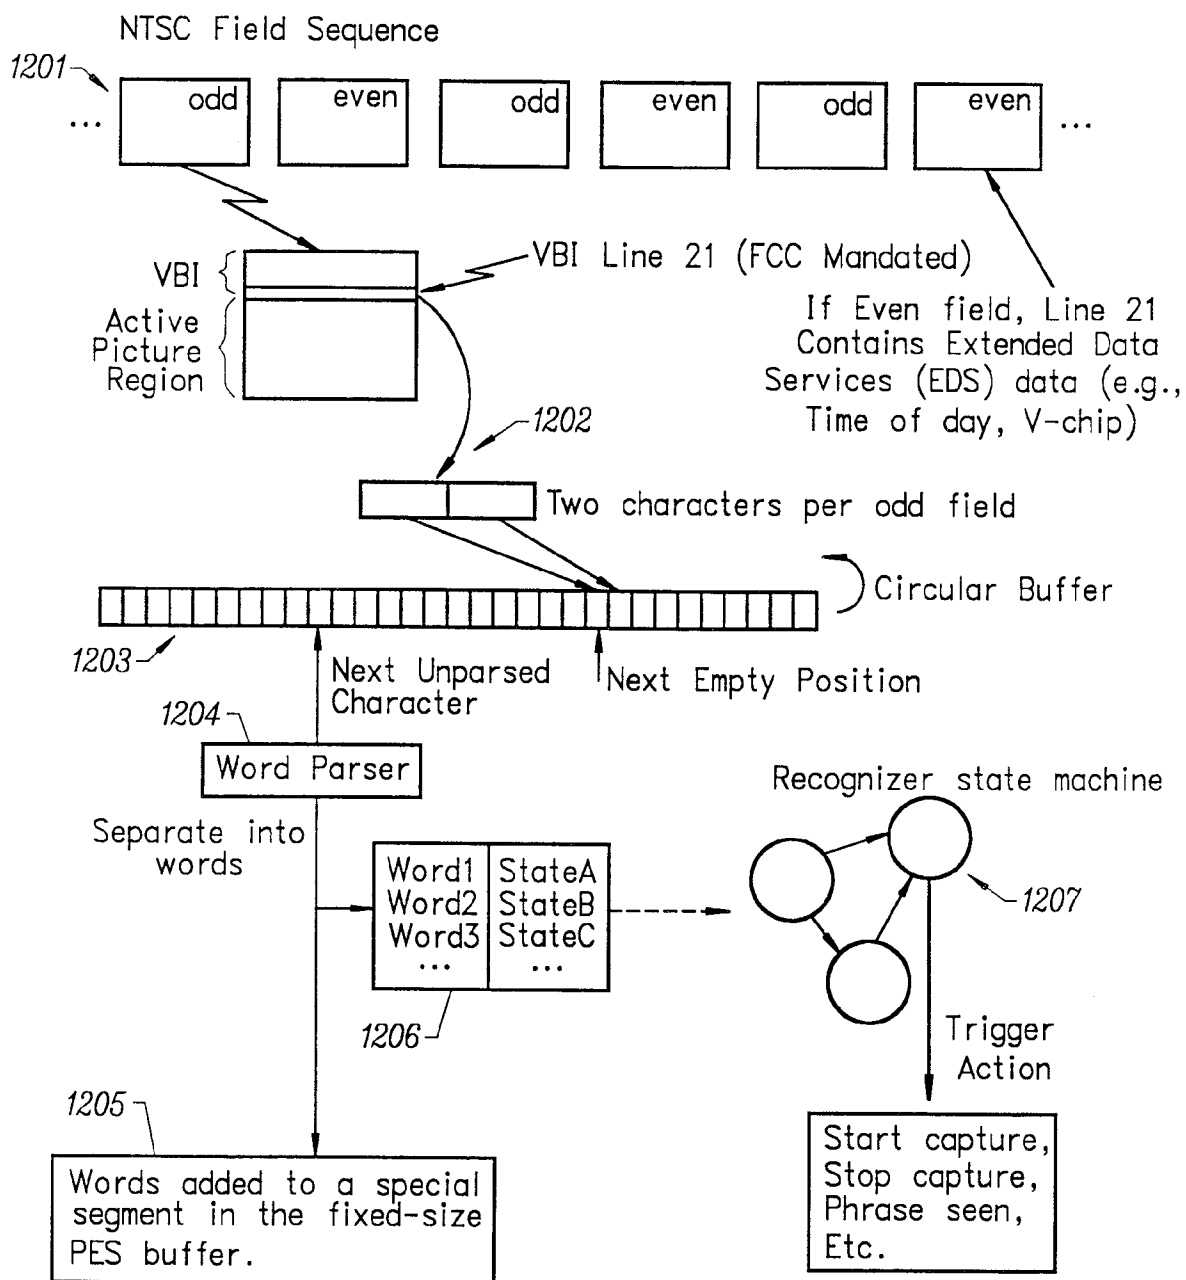 NTSC Field Sequence
1201
odd
even
odd
even
odd
even
...
...
VBI
VBI Line 21 (FCC Mandated)
Active
Picture
Region
If Even field, Line 21
Contains Extended Data
Services (EDS) data (e.g.,
Time of day, V-chip)
1202
Two characters per odd field
Circular Buffer
1203
Next Unparsed
Character
Next Empty Position
1204
Word Parser
Separate into
words
Recognizer state machine
Word1 StateA
Word2 StateB
Word3 StateC
... ...
1206
1207
Trigger
Action
1205
Words added to a special
segment in the fixed-size
PES buffer.
Start capture,
Stop capture,
Phrase seen,
Etc.